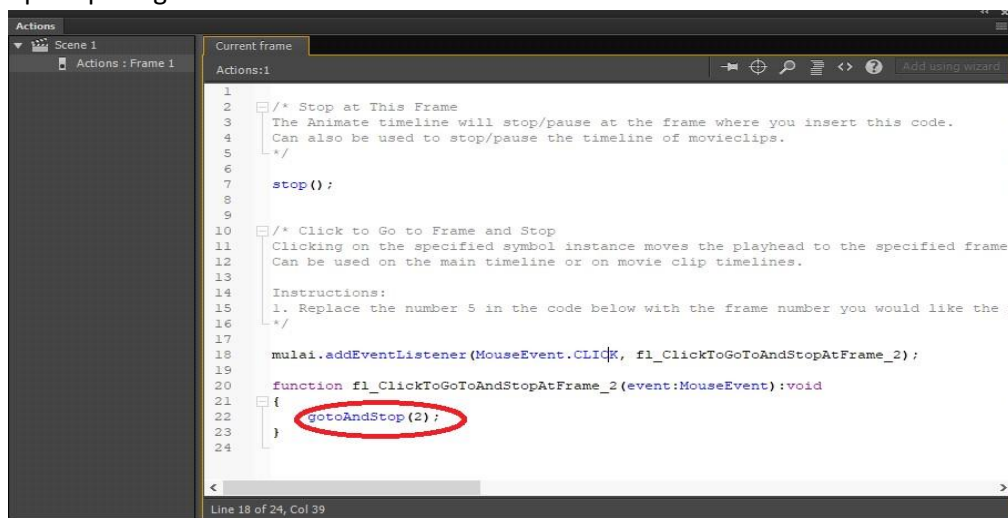 Actions
Scene 1
Actions : Frame 1
Current frame
Actions:1
Add using wizard
1
2 /* Stop at This Frame
3 The Animate timeline will stop/pause at the frame where you insert this code.
4 Can also be used to stop/pause the timeline of movieclips.
5 */
6
7 stop();
8
9
10 /* Click to Go to Frame and Stop
11 Clicking on the specified symbol instance moves the playhead to the specified frame
12 Can be used on the main timeline or on movie clip timelines.
13
14 Instructions:
15 1. Replace the number 5 in the code below with the frame number you would like the
16 */
17
18 mulai.addEventListener(MouseEvent.CLICK, fl_ClickToGoToAndStopAtFrame_2);
19
20 function fl_ClickToGoToAndStopAtFrame_2(event:MouseEvent):void
21 {
22 gotoAndStop(2);
23 }
24
Line 18 of 24, Col 39